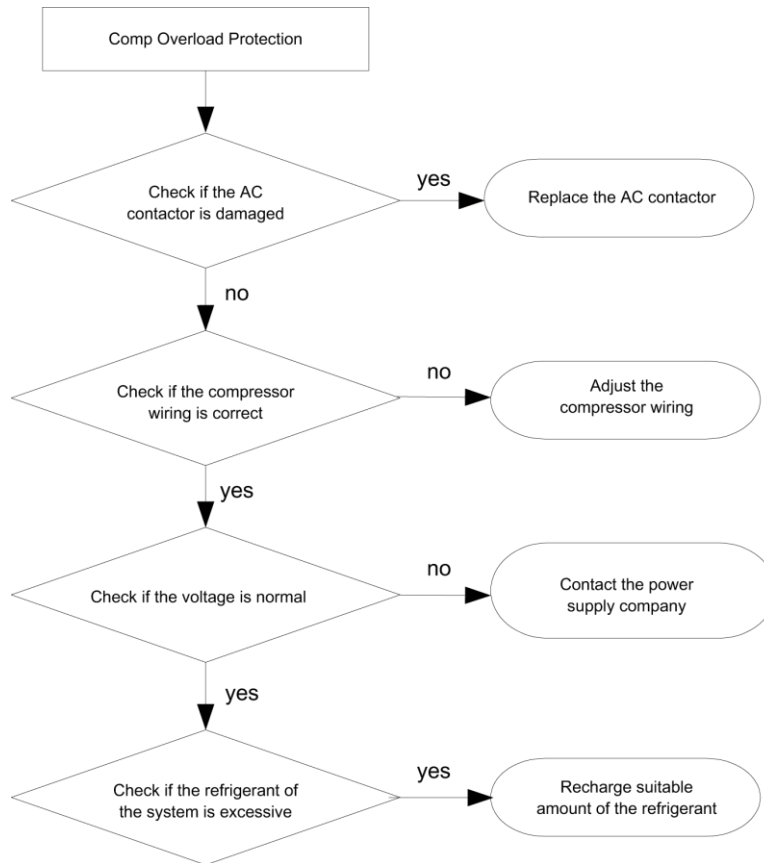 Comp Overload Protection
Check if the AC
contactor is damaged
yes
Replace the AC contactor
no
Check if the compressor
wiring is correct
no
Adjust the
compressor wiring
yes
Check if the voltage is normal
no
Contact the power
supply company
yes
Check if the refrigerant of
the system is excessive
yes
Recharge suitable
amount of the refrigerant